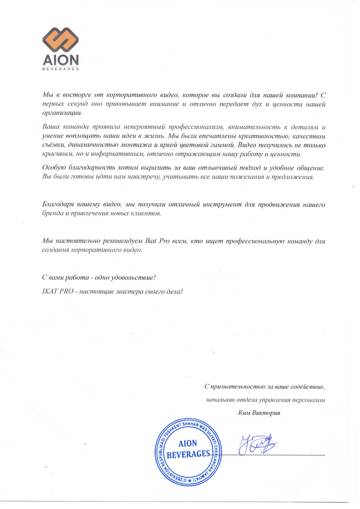 AION
BEVERAGES
Мы в восторге от корпоративного видео, которое вы создали для нашей компании! С
первых секунд оно приковывает внимание и отлично передает дух и ценности нашей
организации.
Ваша команда проявила невероятный профессионализм, внимательность к деталям и
умение воплощать наши идеи в жизнь. Мы были впечатлены креативностью, качеством
съёмки, динамичностью монтажа и яркой цветовой гаммой. Видео получилось не только
красивым, но и информативным, отлично отражающим нашу работу и ценности.
Особую благодарность хотим выразить за ваш отзывчивый подход и удобное общение.
Вы были готовы идти нам навстречу, учитывать все наши пожелания и предложения.
Благодаря вашему видео, мы получили отличный инструмент для продвижения нашего
бренда и привлечения новых клиентов.
Мы настоятельно рекомендуем Ikat Pro всем, кто ищет профессиональную команду для
создания корпоративного видео.
С вами работа - одно удовольствие!
IKAT PRO - настоящие мастера своего дела!
С признательностью за ваше содействие,
начальник отдела управления персоналом
Ким Виктория
AION
BEVERAGES